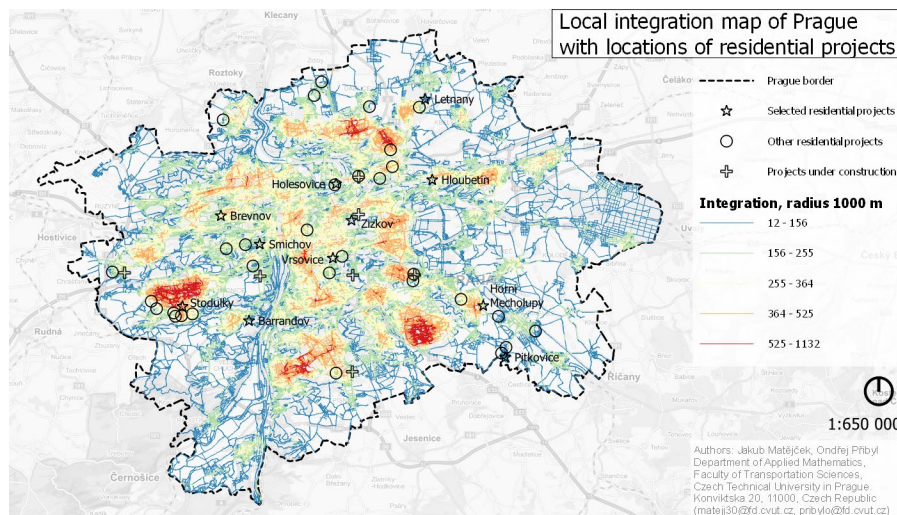 Local integration map of Prague
with locations of residential projects
Prague border
Selected residential projects
Other residential projects
Projects under construction
Integration, radius 1000 m
12 - 156
156 - 255
255 - 364
364 - 525
525 - 1132
1:650 000
Authors: Jakub Matějček, Ondřej Přibyl
Department of Applied Mathematics,
Faculty of Transportation Sciences,
Czech Technical University in Prague.
Konviktska 20, 11000, Czech Republic
(matejj30@fd.cvut.cz, pribylo@fd.cvut.cz)
Klecany
Roztoky
Letnany
Holesovice
Hloubetin
Brevnov
Zizkov
Hostivice
Smichov
Vrsovice
Horni
Mecholupy
Stodulky
Barrandov
Rudná
Pitkovice
Říčany
Jesenice
Černošice